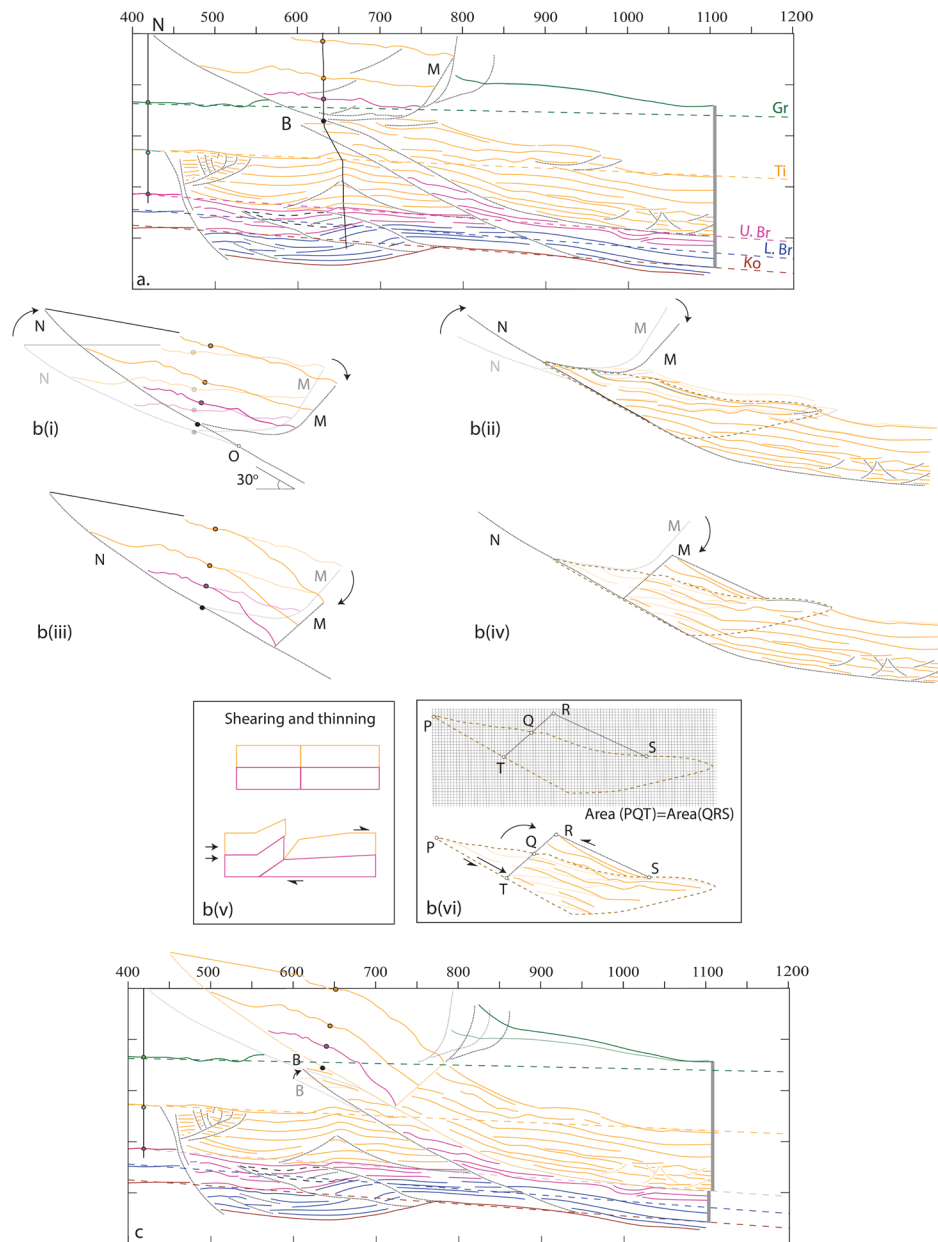 400 N 500 600 700 800 900 1000 1100 1200
M
Gr
B
Ti
U. Br
L. Br
Ko
a.
N
N
M
M
b(i)
O
30°
M
N
M
N
b(ii)
M
N
M
b(iii)
M
N
M
b(iv)
Shearing and thinning
b(v)
P
Q
R
S
T
Area (PQT)=Area(QRS)
P
Q
R
S
T
b(vi)
400 500 600 700 800 900 1000 1100 1200
B
B
c